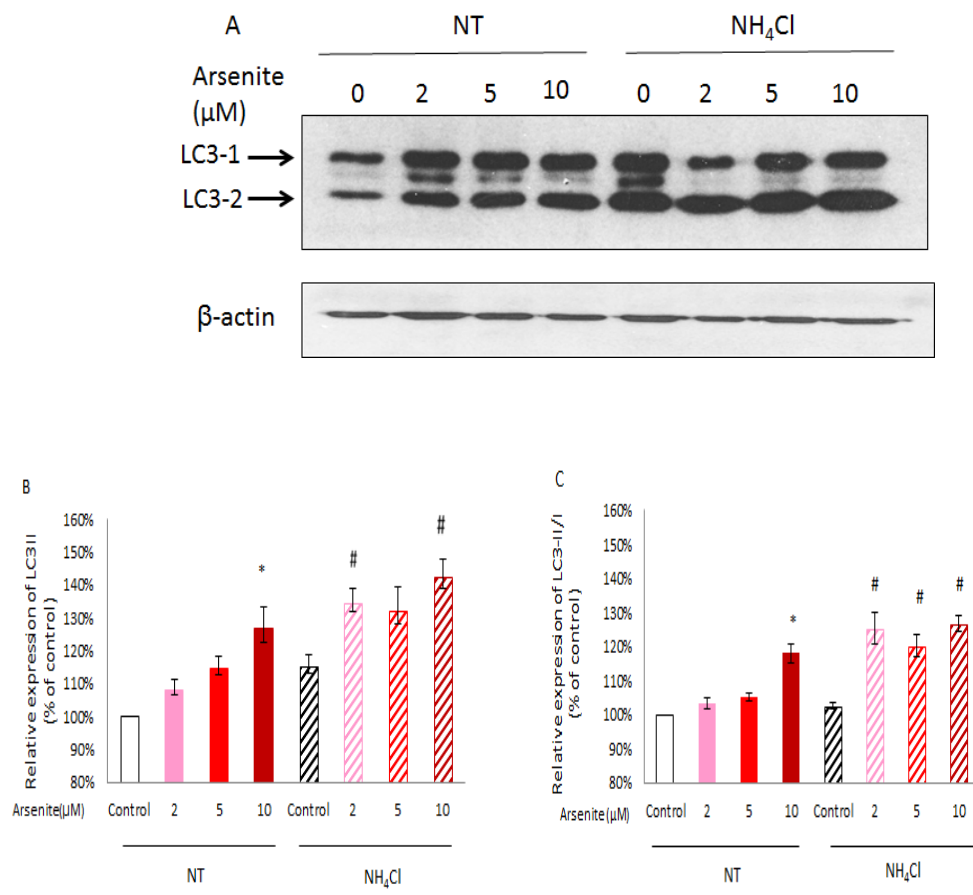 A
NT
NH₄Cl
Arsenite
(μM)
0 2 5 10 0 2 5 10
LC3-1
LC3-2
β-actin
B
Relative expression of LC3II
(% of control)
160%
150%
140%
130%
120%
110%
100%
90%
80%
*
#
#
Arsenite(μM)
Control 2 5 10 Control 2 5 10
NT
NH₄Cl
C
Relative expression of LC3-II/I
(% of control)
160%
150%
140%
130%
120%
110%
100%
90%
80%
*
#
#
#
Arsenite(μM)
Control 2 5 10 Control 2 5 10
NT
NH₄Cl